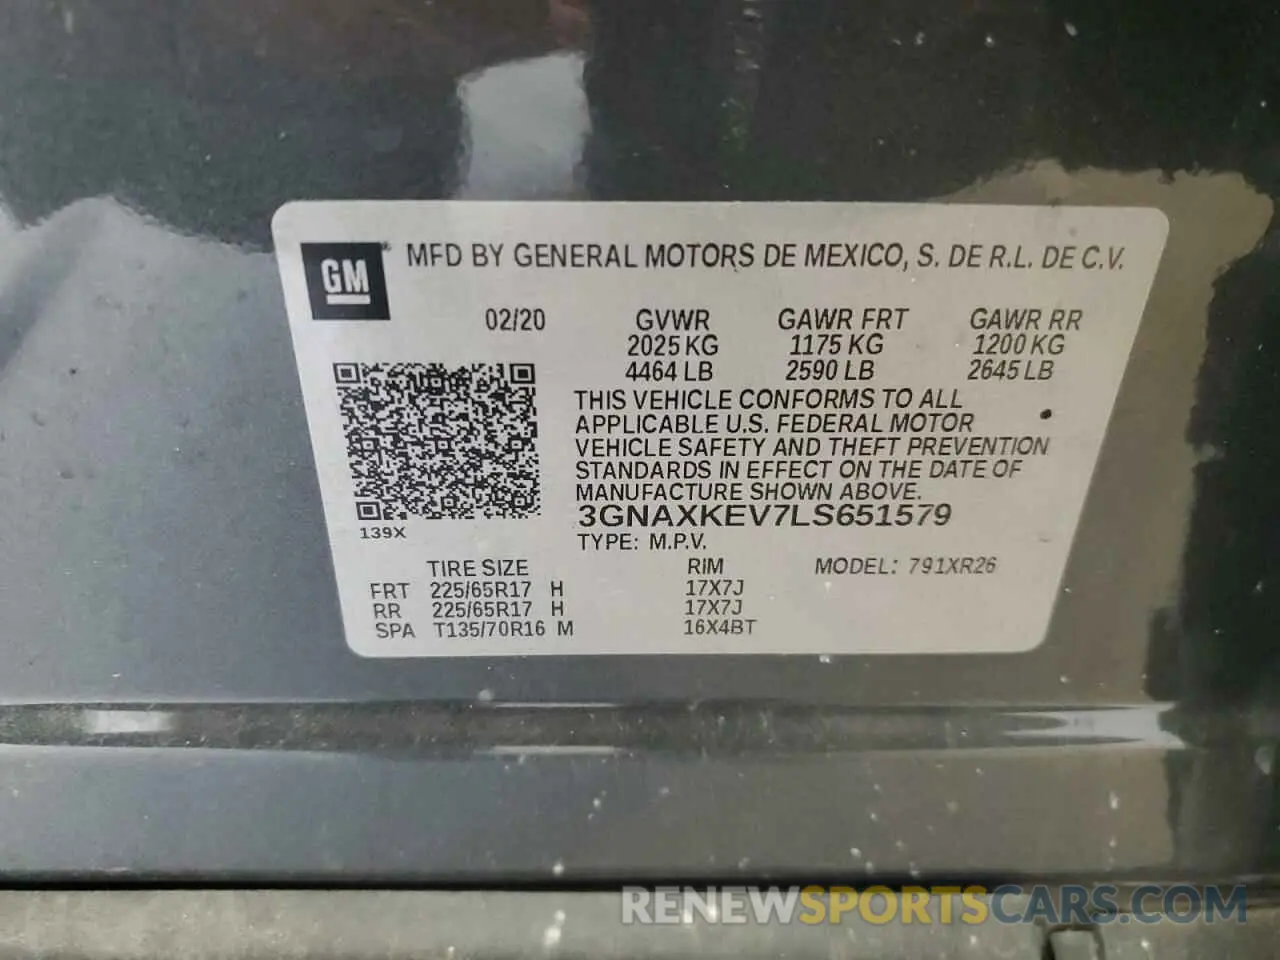 GM MFD BY GENERAL MOTORS DE MEXICO, S. DE R.L. DE C.V.
02/20 GVWR GAWR FRT GAWR RR
2025 KG 1175 KG 1200 KG
4464 LB 2590 LB 2645 LB
THIS VEHICLE CONFORMS TO ALL
APPLICABLE U.S. FEDERAL MOTOR
VEHICLE SAFETY AND THEFT PREVENTION
STANDARDS IN EFFECT ON THE DATE OF
MANUFACTURE SHOWN ABOVE.
3GNAXKEV7LS651579
139X
TYPE: M.P.V.
TIRE SIZE RIM MODEL: 791XR26
FRT 225/65R17 H 17X7J
RR 225/65R17 H 17X7J
SPA T135/70R16 M 16X4BT
RENEWSPORTSCARS.COM